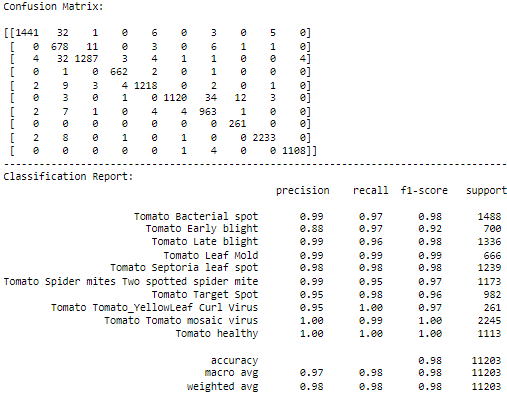 Confusion Matrix:
[[1441 32 1 0 6 0 3 0 5 0]
[ 0 678 11 0 3 0 6 1 1 0]
[ 4 32 1287 3 4 1 1 0 0 4]
[ 0 1 0 662 2 0 1 0 0 0]
[ 2 9 3 4 1218 0 2 0 1 0]
[ 0 3 0 1 0 1120 34 12 3 0]
[ 2 7 1 0 4 4 963 1 0 0]
[ 0 0 0 0 0 0 0 261 0 0]
[ 2 8 0 1 0 1 0 0 2233 0]
[ 0 0 0 0 0 1 4 0 0 1108]]
--------------------------------------------------------------------------------
Classification Report:
precision recall f1-score support
Tomato Bacterial spot 0.99 0.97 0.98 1488
Tomato Early blight 0.88 0.97 0.92 700
Tomato Late blight 0.99 0.96 0.98 1336
Tomato Leaf Mold 0.99 0.99 0.99 666
Tomato Septoria leaf spot 0.98 0.98 0.98 1239
Tomato Spider mites Two spotted spider mite 0.99 0.95 0.97 1173
Tomato Target Spot 0.95 0.98 0.96 982
Tomato Tomato_YellowLeaf Curl Virus 0.95 1.00 0.97 261
Tomato Tomato mosaic virus 1.00 0.99 1.00 2245
Tomato healthy 1.00 1.00 1.00 1113
accuracy 0.98 11203
macro avg 0.97 0.98 0.98 11203
weighted avg 0.98 0.98 0.98 11203